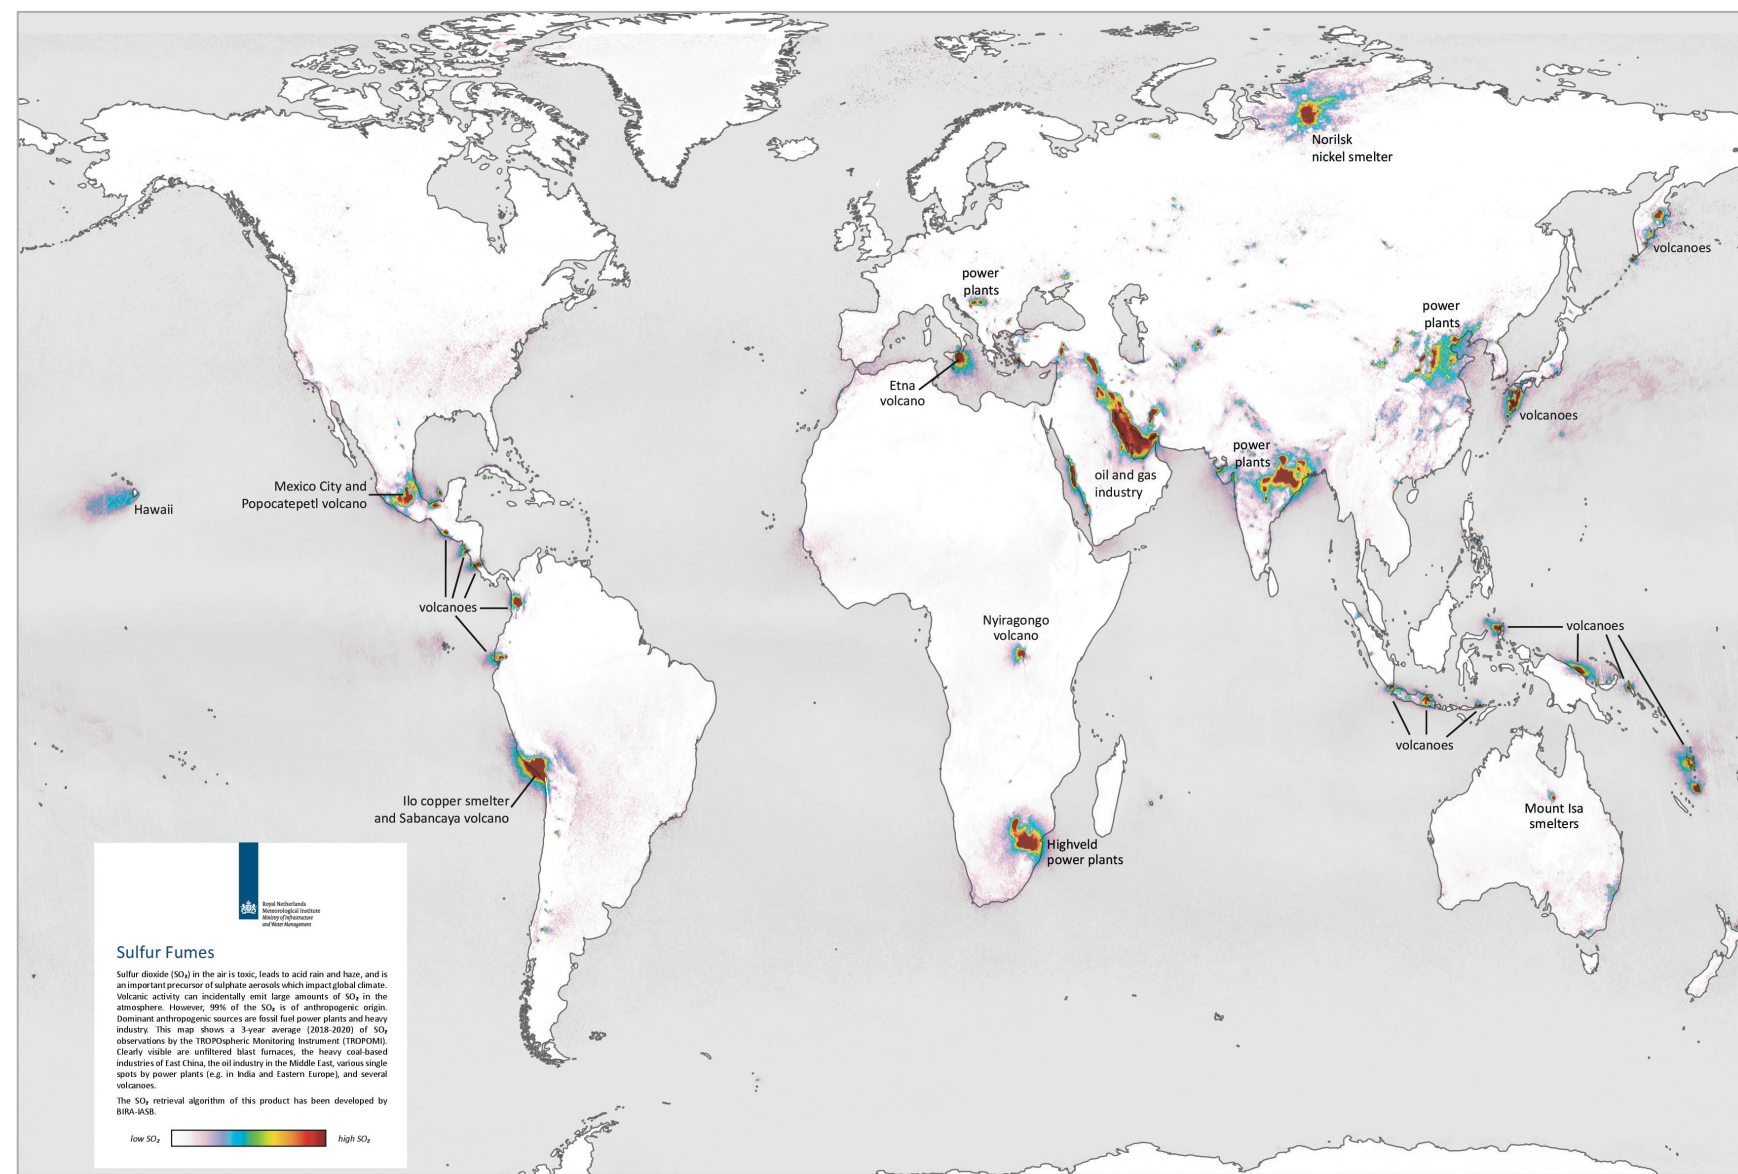 Norilsk
nickel smelter
volcanoes
power
plants
power
plants
Etna
volcano
volcanoes
power
plants
oil and gas
industry
Mexico City and
Popocatepetl volcano
Hawaii
volcanoes
Nyiragongo
volcano
volcanoes
volcanoes
Ilo copper smelter
and Sabancaya volcano
Mount Isa
smelters
Highveld
power plants
Royal Netherlands
Meteorological Institute
Ministry of Infrastructure
and Water Management
Sulfur Fumes
Sulfur dioxide (SO₂) in the air is toxic, leads to acid rain and haze, and is
an important precursor of sulphate aerosols which impact global climate.
Volcanic activity can incidentally emit large amounts of SO₂ in the
atmosphere. However, 99% of the SO₂ is of anthropogenic origin.
Dominant anthropogenic sources are fossil fuel power plants and heavy
industry. This map shows a 3-year average (2018-2020) of SO₂
observations by the TROPOspheric Monitoring Instrument (TROPOMI).
Clearly visible are unfiltered blast furnaces, the heavy coal-based
industries of East China, the oil industry in the Middle East, various single
spots by power plants (e.g. in India and Eastern Europe), and several
volcanoes.
The SO₂ retrieval algorithm of this product has been developed by
BIRA-IASB.
low SO₂ high SO₂